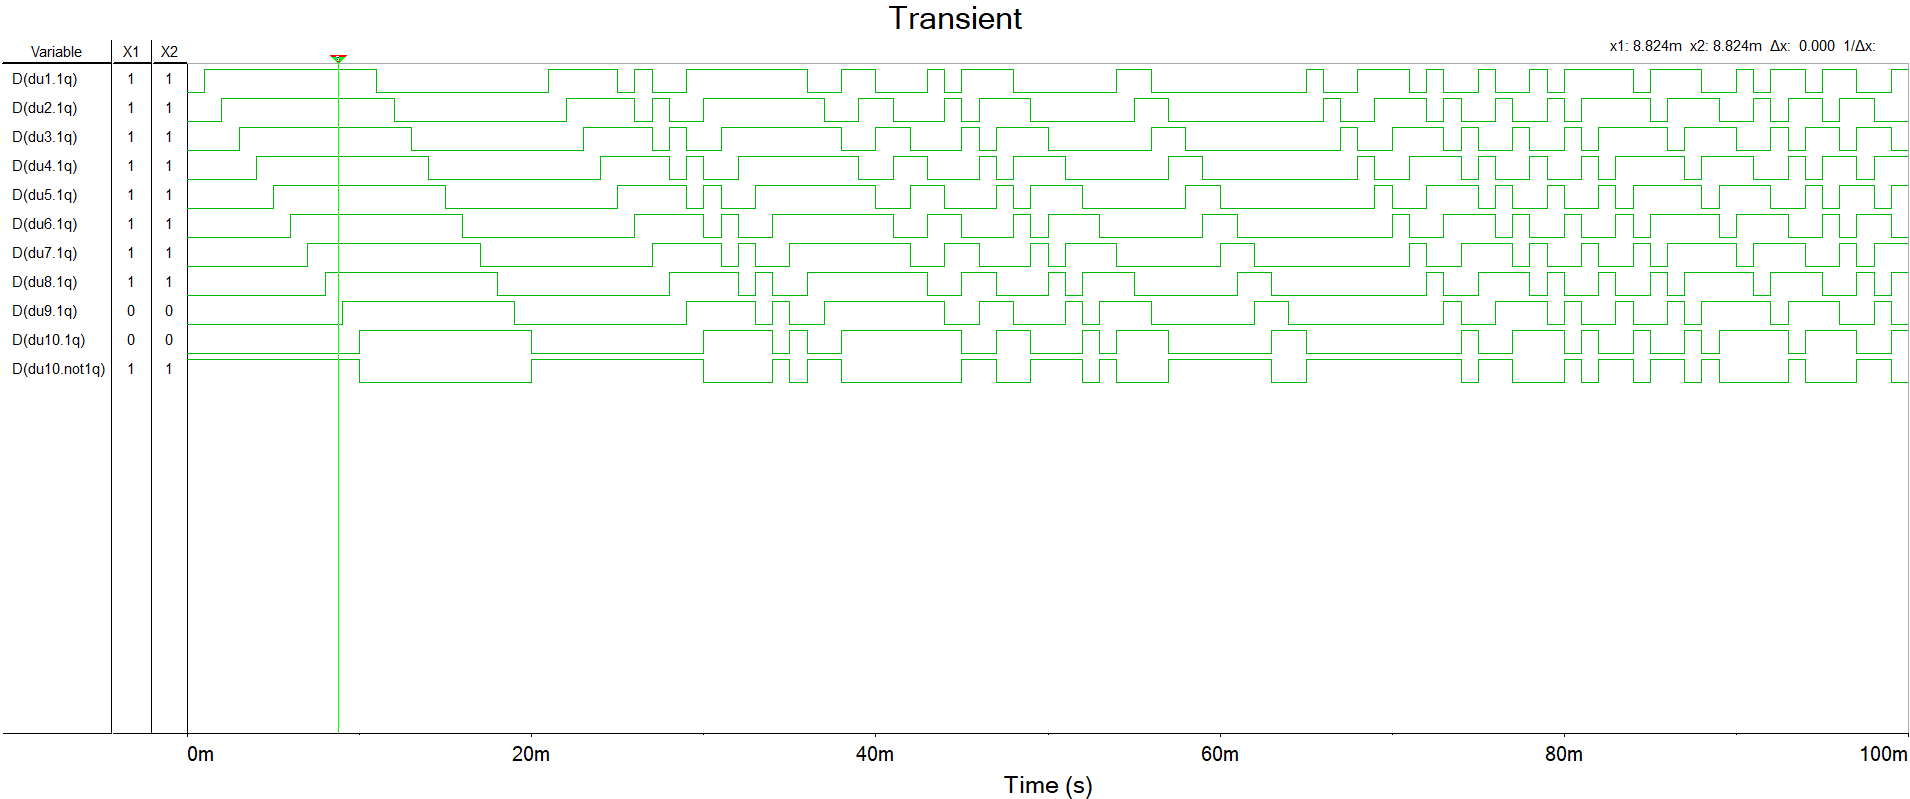 Transient
x1: 8.824m x2: 8.824m Δx: 0.000 1/Δx:
Variable X1 X2
D(du1.1q) 1 1
D(du2.1q) 1 1
D(du3.1q) 1 1
D(du4.1q) 1 1
D(du5.1q) 1 1
D(du6.1q) 1 1
D(du7.1q) 1 1
D(du8.1q) 1 1
D(du9.1q) 0 0
D(du10.1q) 0 0
D(du10.not1q) 1 1
0m 20m 40m 60m 80m 100m
Time (s)